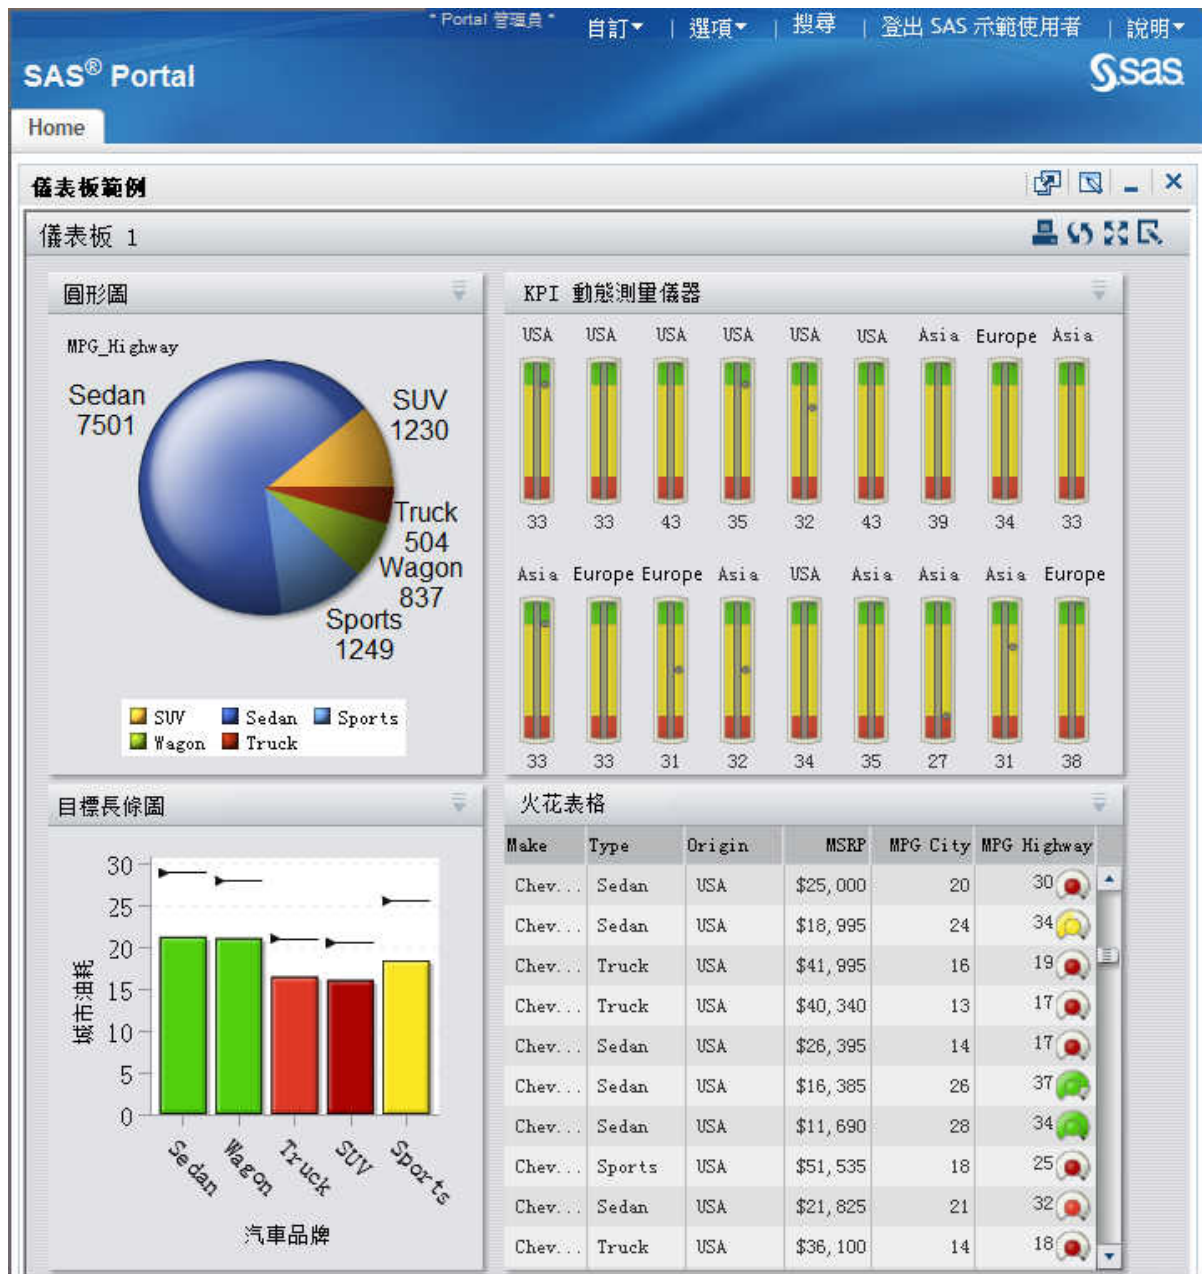 * Portal 管理員 * 自訂 | 選項 | 搜尋 | 登出 SAS 示範使用者 | 說明
SAS® Portal
sas
Home
儀表板範例
儀表板 1
圓形圖
MPG_Highway
Sedan
7501
SUV
1230
Truck
504
Wagon
837
Sports
1249
SUV Sedan Sports
Wagon Truck
KPI 動態測量儀器
USA USA USA USA USA USA Asia Europe Asia
33 33 43 35 32 43 39 34 33
Asia Europe Europe Asia USA Asia Asia Asia Europe
33 33 31 32 34 35 27 31 38
目標長條圖
城市油耗
30
25
20
15
10
5
0
Sedan Wagon Truck SUV Sports
汽車品牌
火花表格
Make Type Origin MSRP MPG City MPG Highway
Chev... Sedan USA $25,000 20 30
Chev... Sedan USA $18,995 24 34
Chev... Truck USA $41,995 16 19
Chev... Truck USA $40,340 13 17
Chev... Sedan USA $26,395 14 17
Chev... Sedan USA $16,385 26 37
Chev... Sedan USA $11,690 28 34
Chev... Sports USA $51,535 18 25
Chev... Sedan USA $21,825 21 32
Chev... Truck USA $36,100 14 18